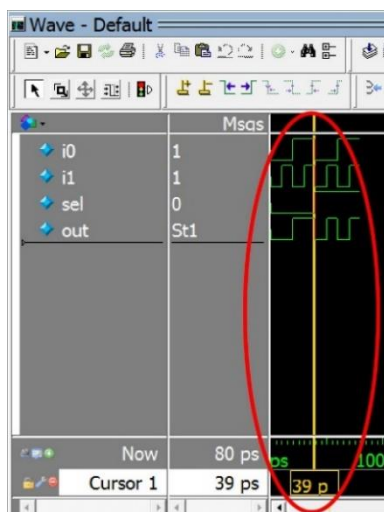 Wave - Default
Msgs
i0 1
i1 1
sel 0
out St1
Now 80 ps ps 100
Cursor 1 39 ps 39 p